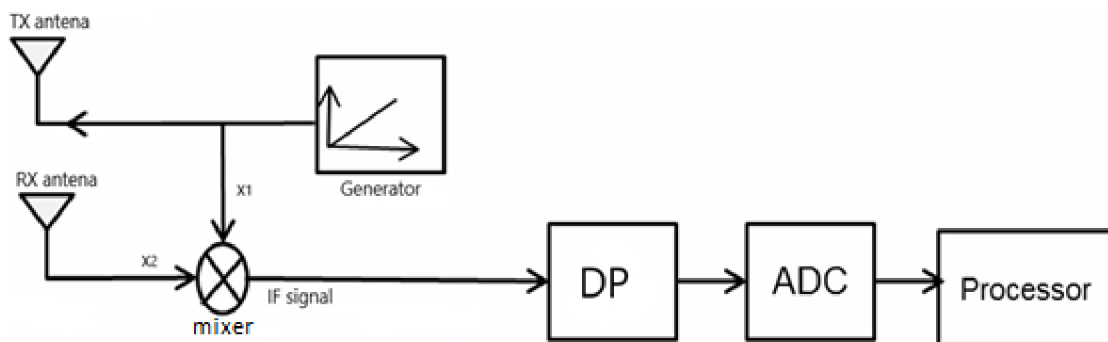 TX antena
RX antena
X1
Generator
X2
IF signal
mixer
DP
ADC
Processor